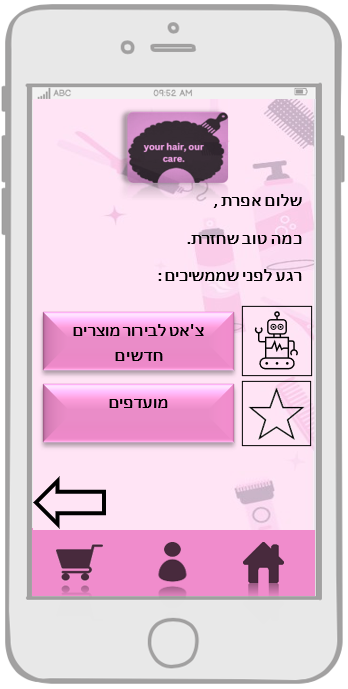 ABC
09:52 AM
your hair, our
care.
שלום אפרת ,
כמה טוב שחזרת.
רגע לפני שממשיכים :
צ'אט לבירור מוצרים
חדשים
מועדפים